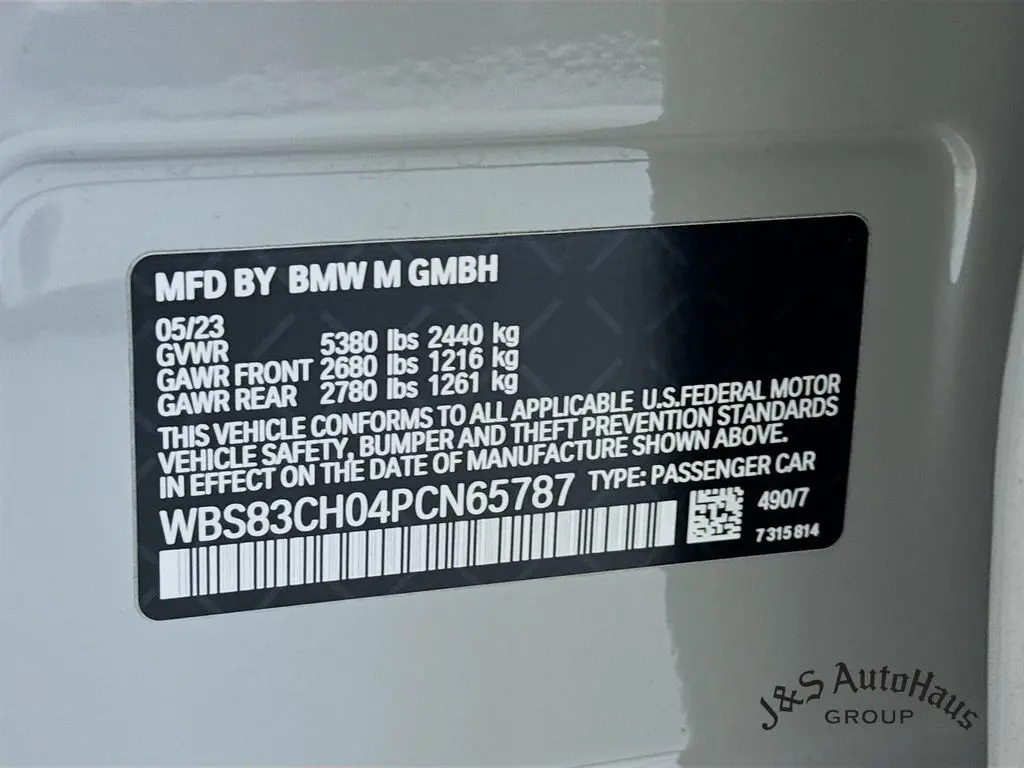 MFD BY BMW M GMBH
05/23
GVWR 5380 lbs 2440 kg
GAWR FRONT 2680 lbs 1216 kg
GAWR REAR 2780 lbs 1261 kg
THIS VEHICLE CONFORMS TO ALL APPLICABLE U.S.FEDERAL MOTOR
VEHICLE SAFETY, BUMPER AND THEFT PREVENTION STANDARDS
IN EFFECT ON THE DATE OF MANUFACTURE SHOWN ABOVE.
WBS83CH04PCN65787 TYPE: PASSENGER CAR
490/7
7 315 814
J&S AutoHaus
GROUP